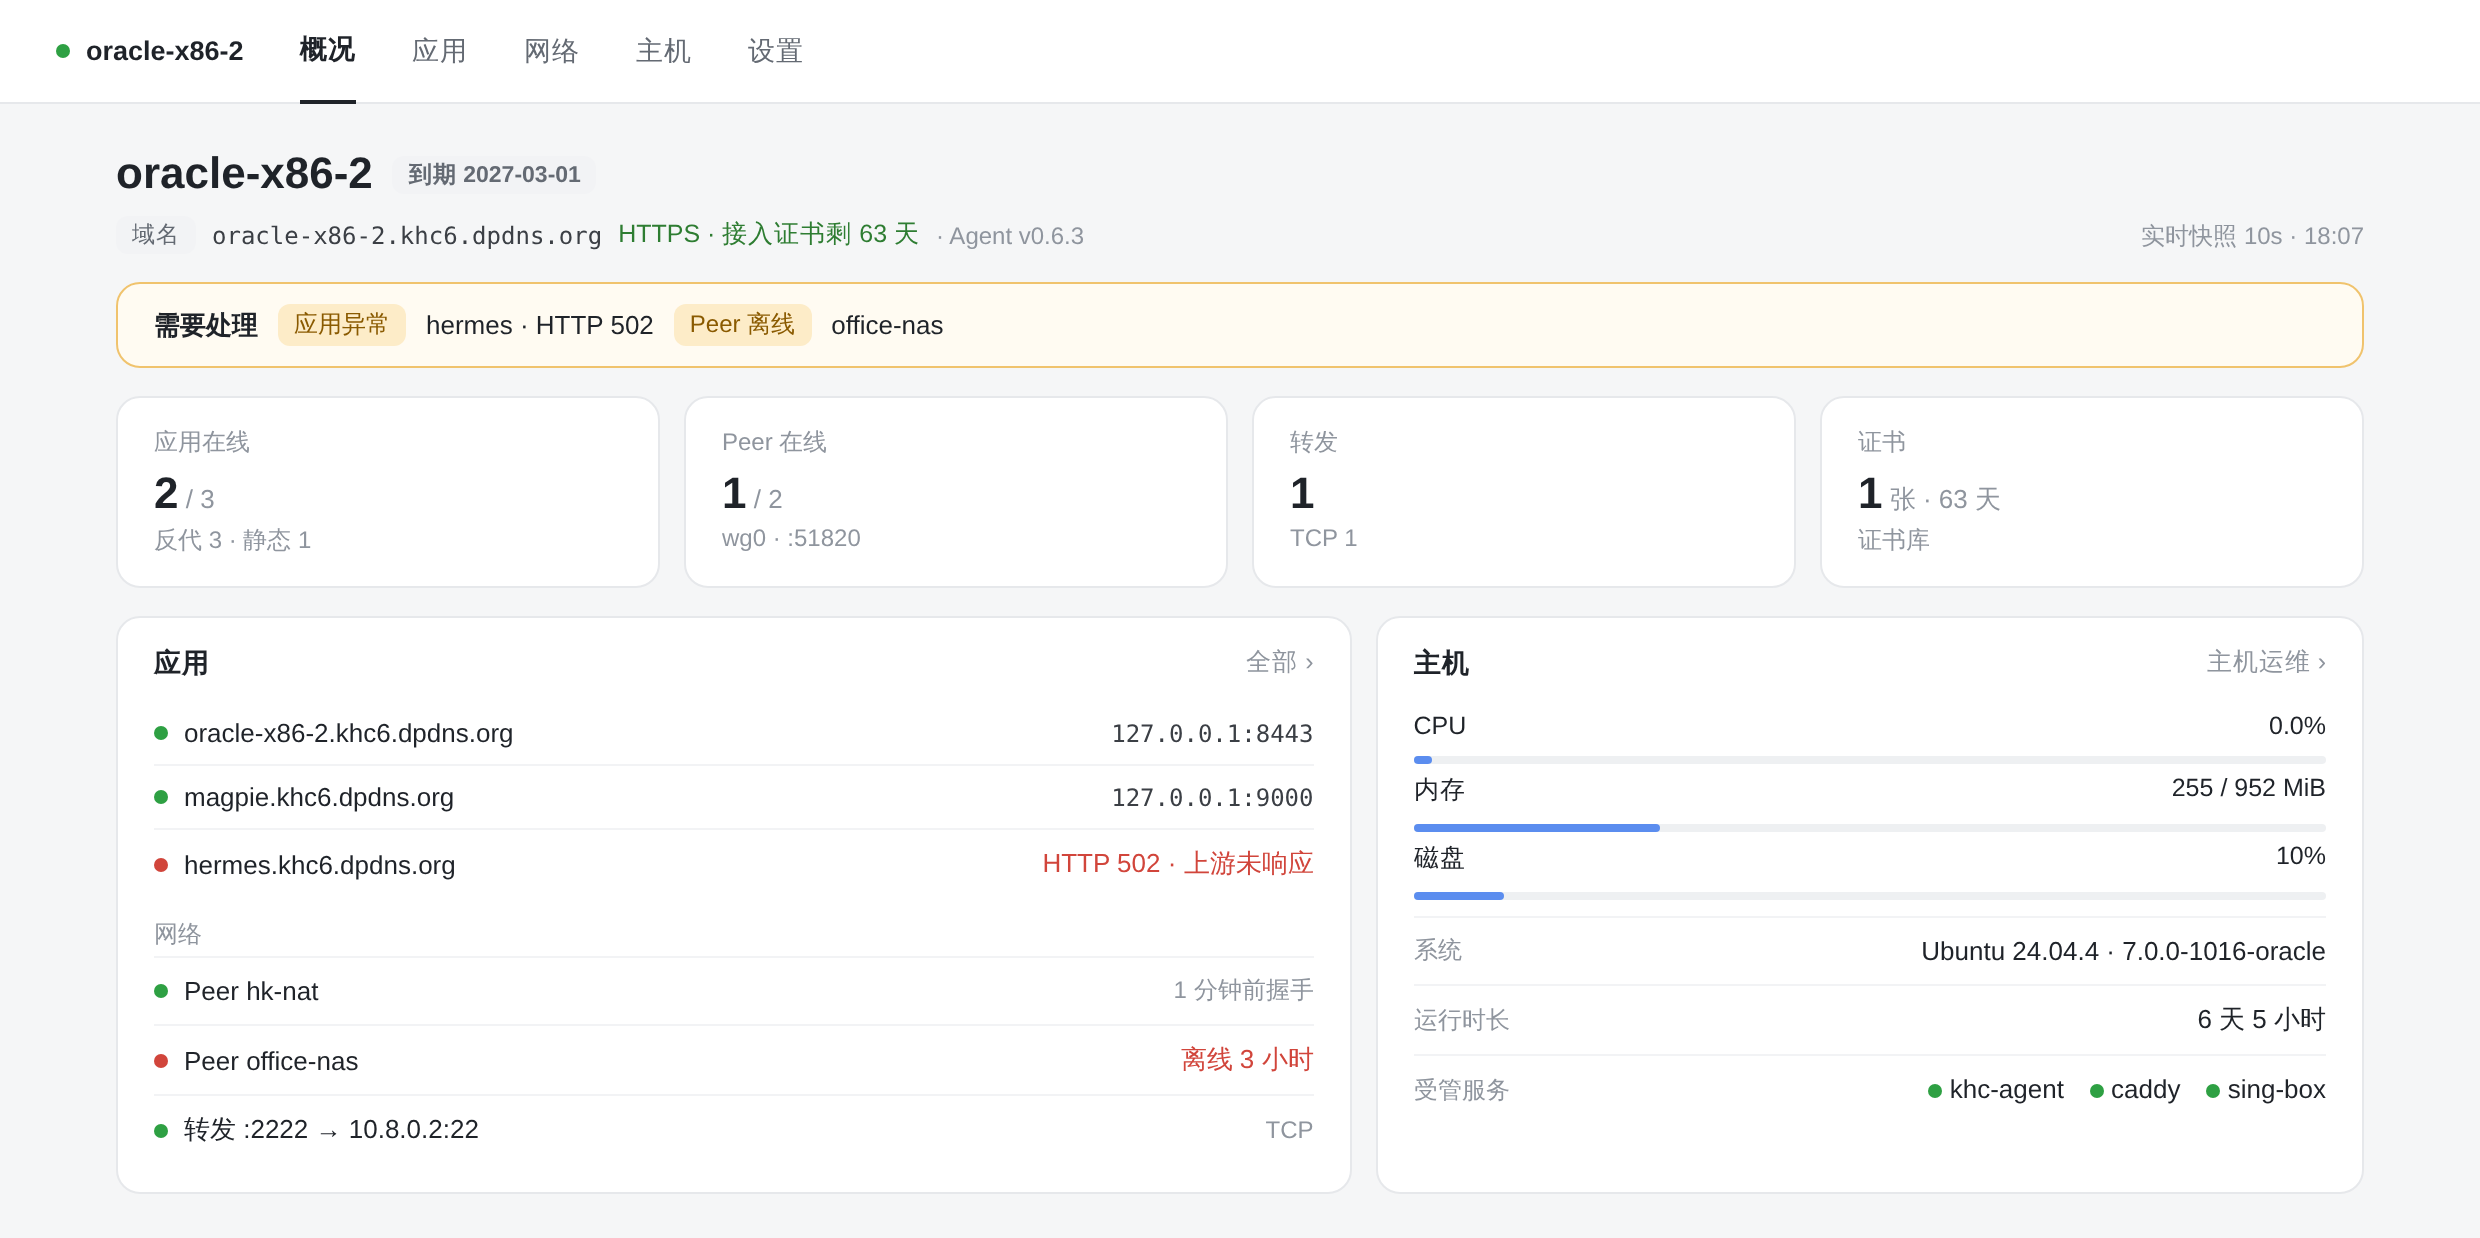 oracle-x86-2 概况 应用 网络 主机 设置
oracle-x86-2 到期 2027-03-01
域名 oracle-x86-2.khc6.dpdns.org HTTPS · 接入证书剩 63 天 · Agent v0.6.3 实时快照 10s · 18:07
需要处理 应用异常 hermes · HTTP 502 Peer 离线 office-nas
应用在线
2 / 3
反代 3 · 静态 1
Peer 在线
1 / 2
wg0 · :51820
转发
1
TCP 1
证书
1 张 · 63 天
证书库
应用 全部 ›
oracle-x86-2.khc6.dpdns.org 127.0.0.1:8443
magpie.khc6.dpdns.org 127.0.0.1:9000
hermes.khc6.dpdns.org HTTP 502 · 上游未响应
网络
Peer hk-nat 1 分钟前握手
Peer office-nas 离线 3 小时
转发 :2222 → 10.8.0.2:22 TCP
主机 主机运维 ›
CPU 0.0%
内存 255 / 952 MiB
磁盘 10%
系统 Ubuntu 24.04.4 · 7.0.0-1016-oracle
运行时长 6 天 5 小时
受管服务 khc-agent caddy sing-box